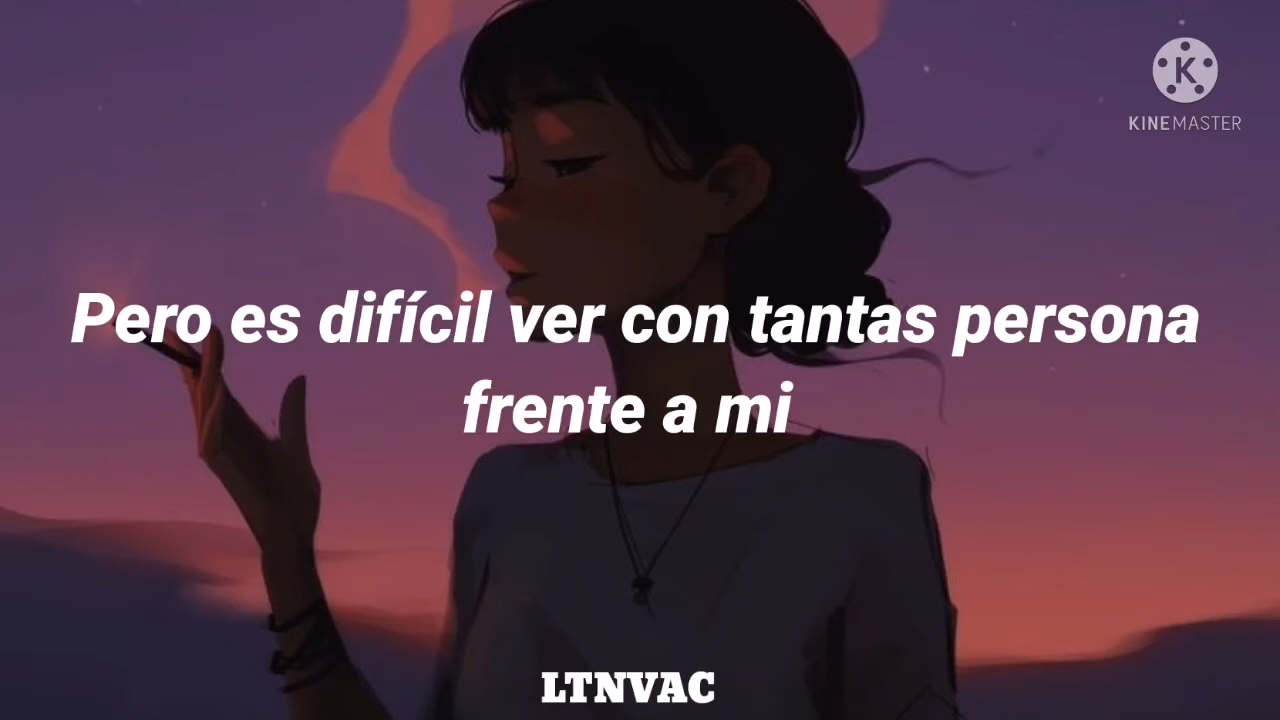 KINEMASTER
Pero es difícil ver con tantas persona
frente a mi
LTNVAC